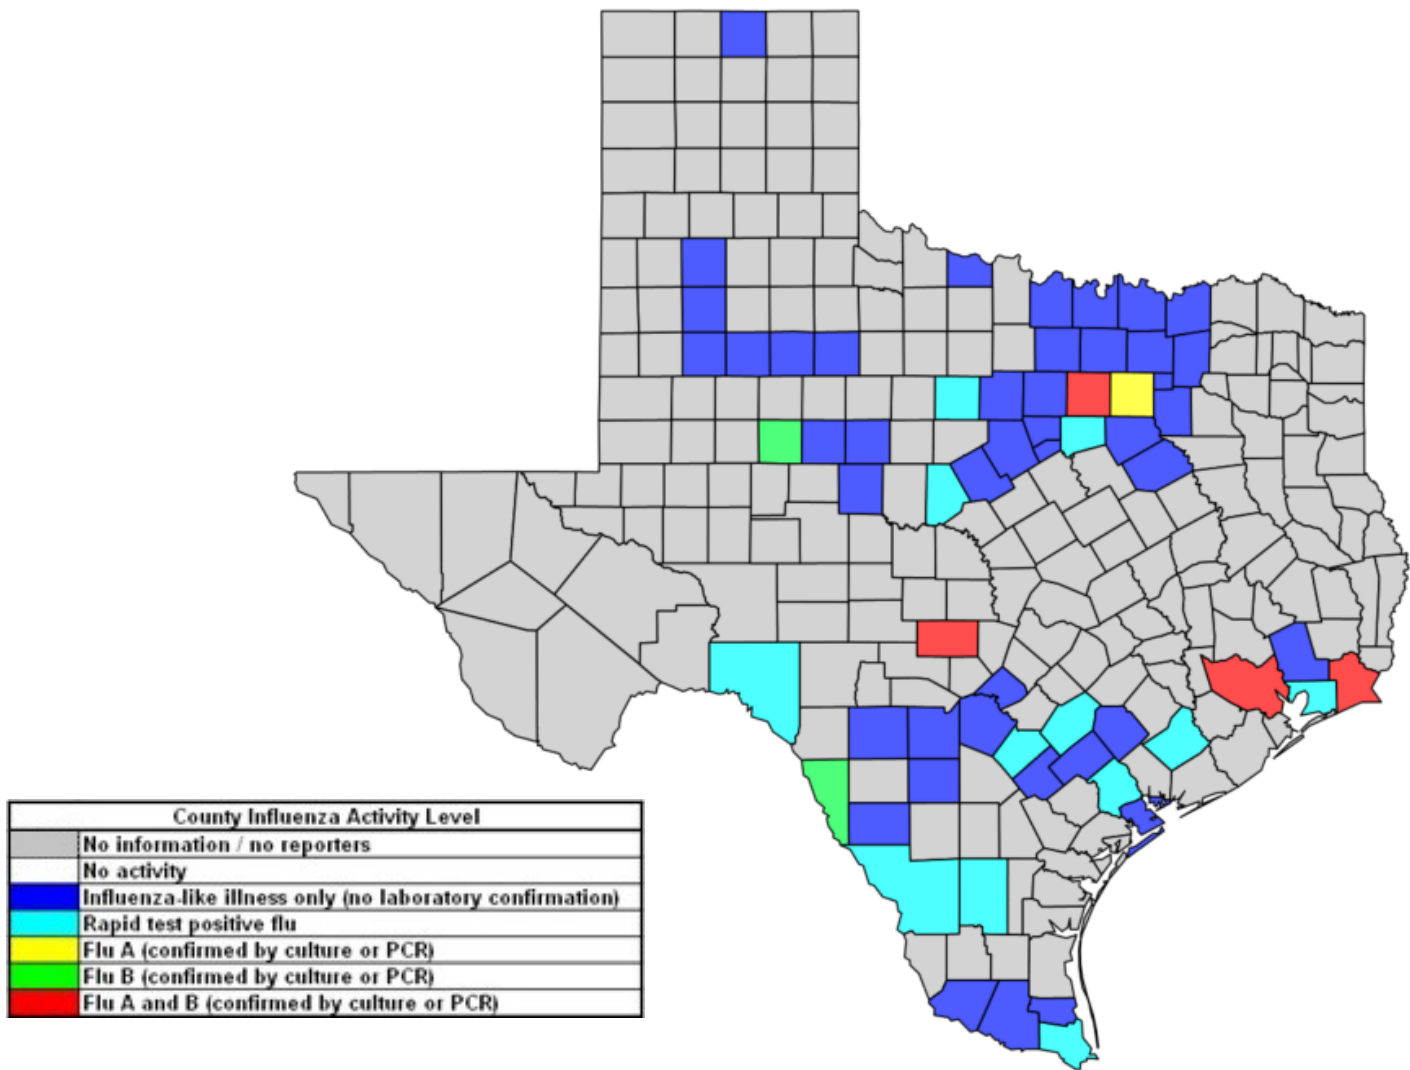 County Influenza Activity Level
No information / no reporters
No activity
Influenza-like illness only (no laboratory confirmation)
Rapid test positive flu
Flu A (confirmed by culture or PCR)
Flu B (confirmed by culture or PCR)
Flu A and B (confirmed by culture or PCR)